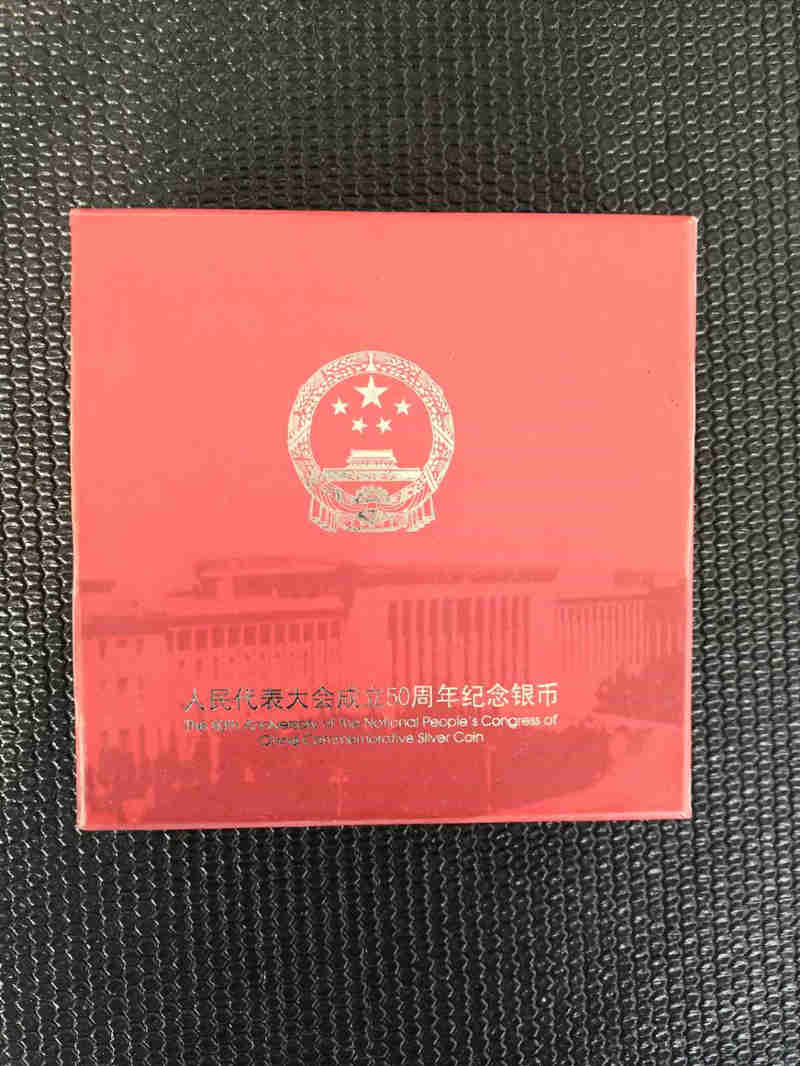 人民代表大会成立50周年纪念银币
The 50th Anniversary of The National People's Congress of
China Commemorative Silver Coin